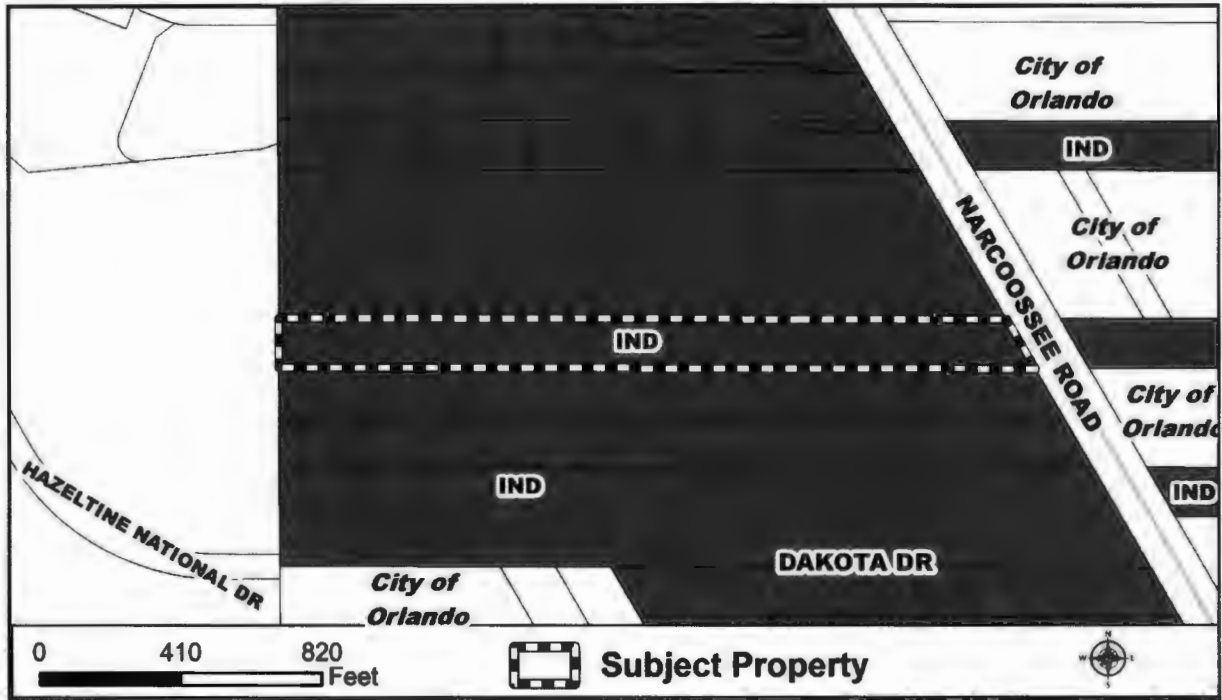 City of
Orlando
IND
NARCOOSSEE ROAD
City of
Orlando
IND
City of
Orlando
HAZELTINE NATIONAL DR
IND
IND
DAKOTA DR
City of
Orlando
0 410 820
Feet
Subject Property
N
W E
S